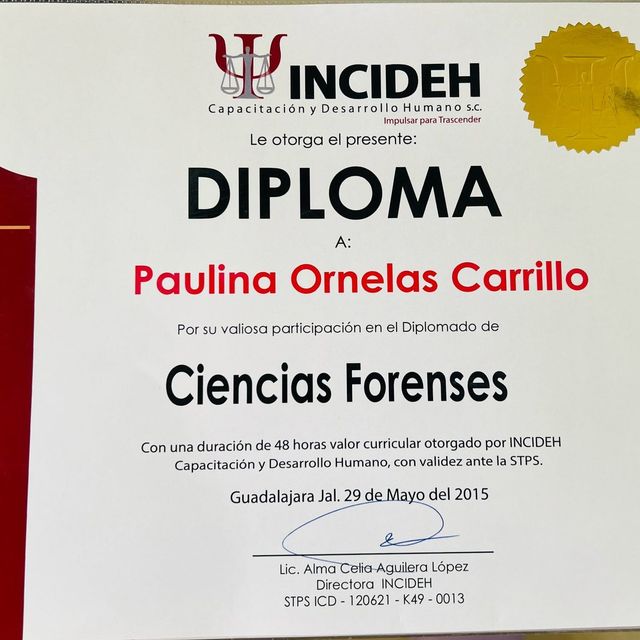 INCIDEH
Capacitación y Desarrollo Humano s.c.
Impulsar para Trascender
Le otorga el presente:
DIPLOMA
A:
Paulina Ornelas Carrillo
Por su valiosa participación en el Diplomado de
Ciencias Forenses
Con una duración de 48 horas valor curricular otorgado por INCIDEH
Capacitación y Desarrollo Humano, con validez ante la STPS.
Guadalajara Jal. 29 de Mayo del 2015
Lic. Alma Celia Aguilera López
Directora INCIDEH
STPS ICD - 120621 - K49 - 0013